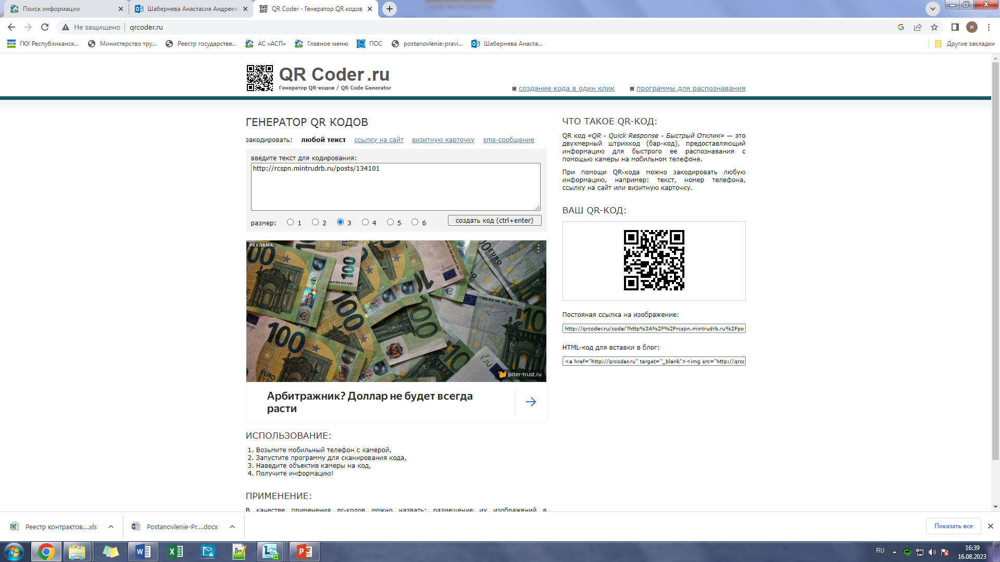 Поиск информации
Шабернева Анастасия Андреев
QR Coder - Генератор QR кодов
Не защищено
qrcoder.ru
ГКУ Республиканск...
Министерство тру...
Реестр государстве...
АС «АСП»
Главное меню
ПОС
postanovlenie-pravi...
Шабернева Анаста...
Другие закладки
QR Coder.ru
Генератор QR-кодов / QR Code Generator
создание кода в один клик
программы для распознавания
ГЕНЕРАТОР QR КОДОВ
закодировать: любой текст ссылку на сайт визитную карточку sms-сообщение
введите текст для кодирования:
http://rcspn.mintrudrb.ru/posts/134101
размер: 1 2 3 4 5 6
создать код (ctrl+enter)
РЕКЛАМА
piter-trust.ru
Арбитражник? Доллар не будет всегда
расти
ИСПОЛЬЗОВАНИЕ:
1. Возьмите мобильный телефон с камерой,
2. Запустите программу для сканирования кода,
3. Наведите объектив камеры на код,
4. Получите информацию!
ПРИМЕНЕНИЕ:
В качестве применения qr-кодов можно назвать: размещение их изображений в
ЧТО ТАКОЕ QR-КОД:
QR код «QR - Quick Response - Быстрый Отклик» — это
двухмерный штрихкод (бар-код), предоставляющий
информацию для быстрого ее распознавания с
помощью камеры на мобильном телефоне.
При помощи QR-кода можно закодировать любую
информацию, например: текст, номер телефона,
ссылку на сайт или визитную карточку.
ВАШ QR-КОД:
Постояная ссылка на изображение:
http://qrcoder.ru/code/?http%3A%2F%2Frcspn.mintrudrb.ru%2Fpo
HTML-код для вставки в блог:
<a href="http://qrcoder.ru" target="_blank"><img src="http://qrcc
Реестр контрактов....xls
Postanovlenie-Pr....docx
Показать все
RU
16:39
16.08.2023